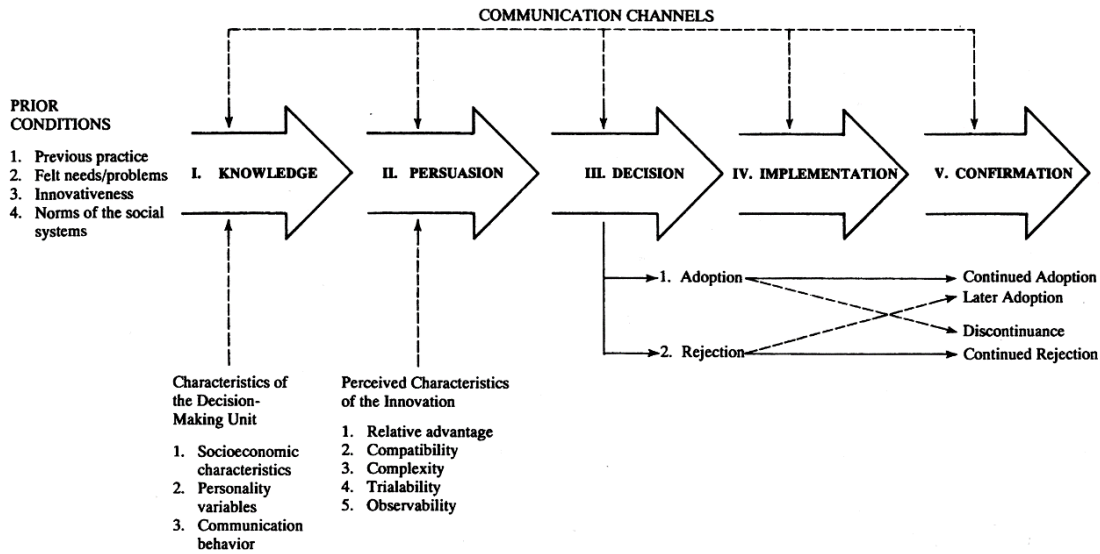 COMMUNICATION CHANNELS
PRIOR
CONDITIONS
1. Previous practice
2. Felt needs/problems
3. Innovativeness
4. Norms of the social
systems
I. KNOWLEDGE
II. PERSUASION
III. DECISION
IV. IMPLEMENTATION
V. CONFIRMATION
1. Adoption
2. Rejection
Continued Adoption
Later Adoption
Discontinuance
Continued Rejection
Characteristics of
the Decision-
Making Unit
1. Socioeconomic
characteristics
2. Personality
variables
3. Communication
behavior
Perceived Characteristics
of the Innovation
1. Relative advantage
2. Compatibility
3. Complexity
4. Trialability
5. Observability